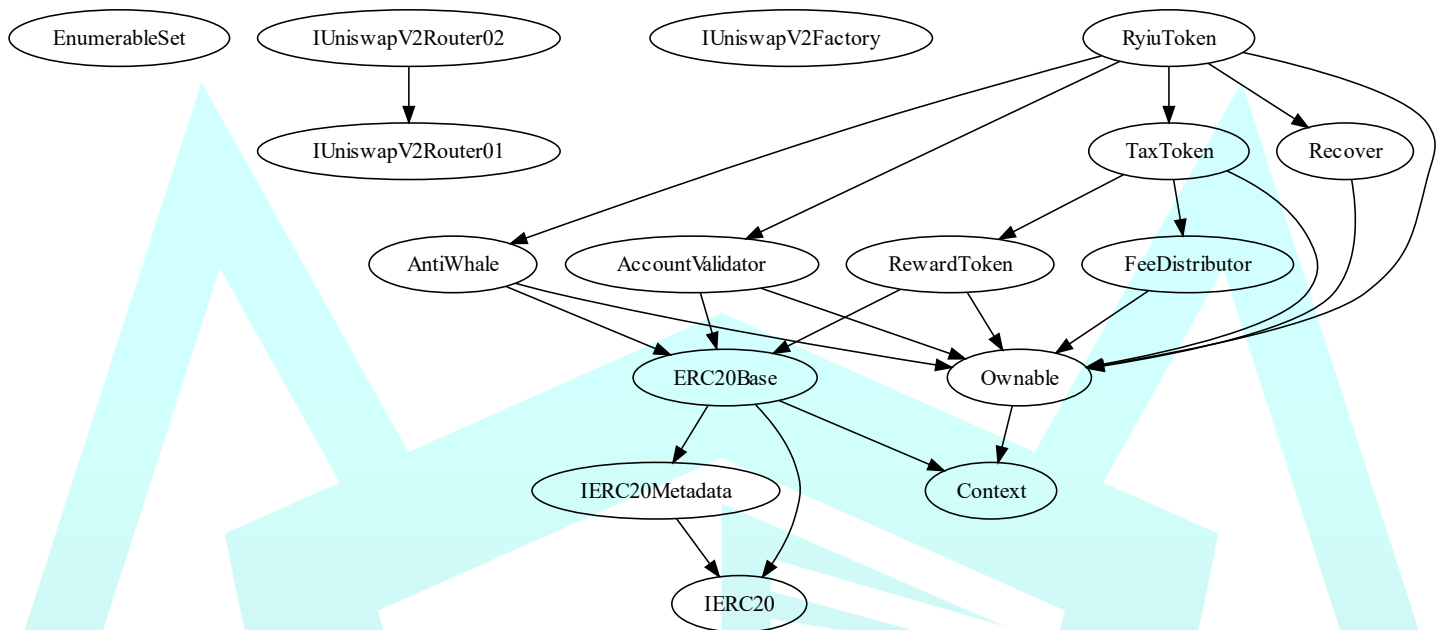 EnumerableSet
IUniswapV2Router02
IUniswapV2Factory
RyiuToken
IUniswapV2Router01
TaxToken
Recover
AntiWhale
AccountValidator
RewardToken
FeeDistributor
ERC20Base
Ownable
IERC20Metadata
Context
IERC20